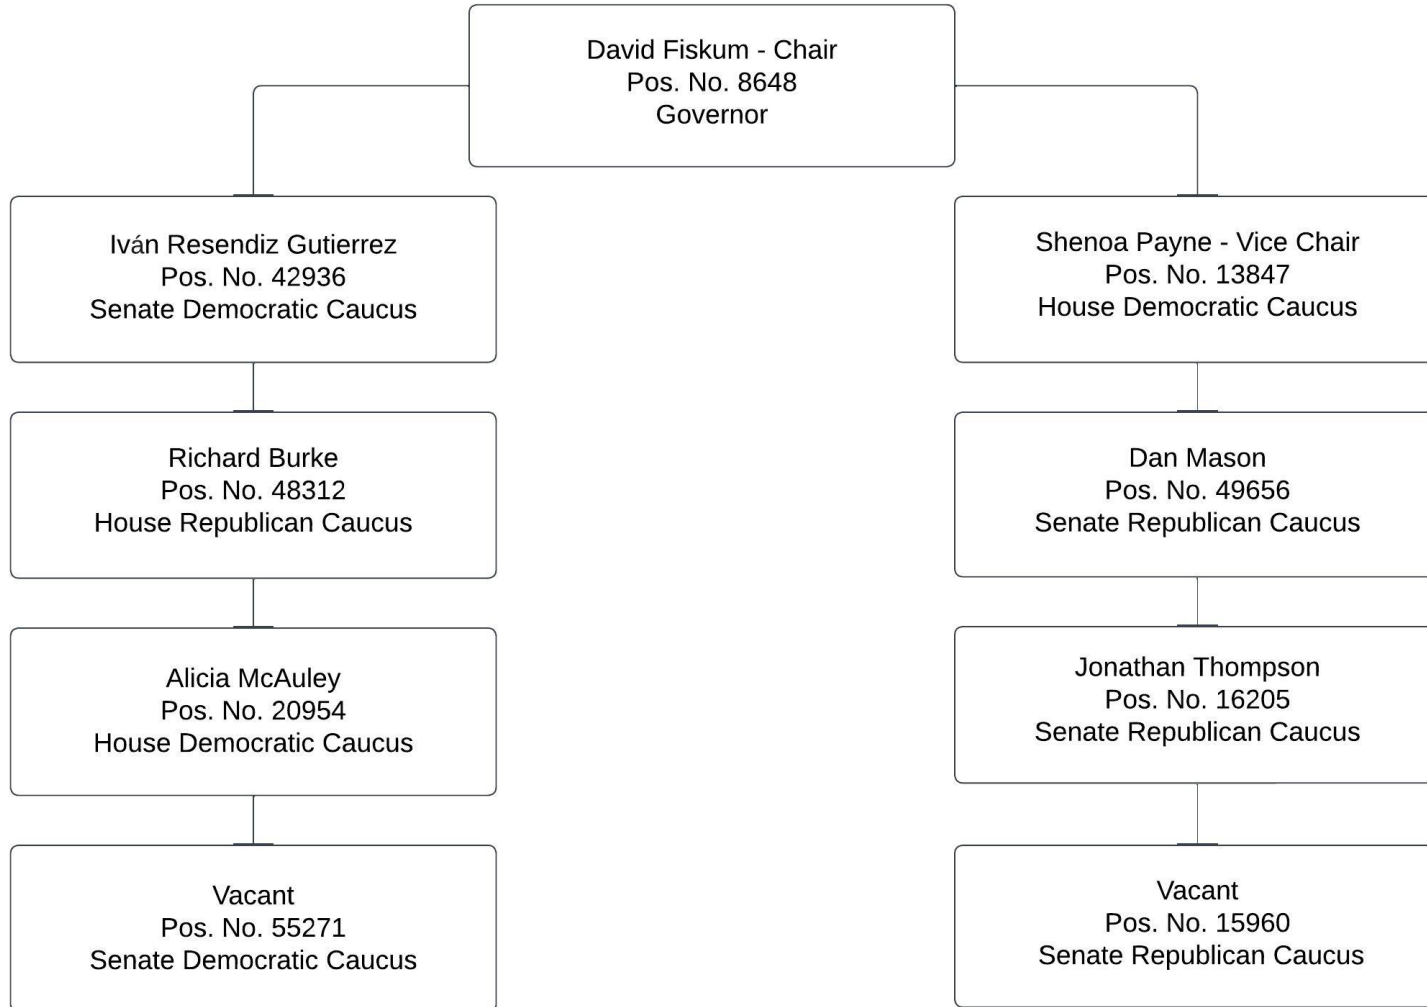 David Fiskum - Chair
Pos. No. 8648
Governor
Iván Resendiz Gutierrez
Pos. No. 42936
Senate Democratic Caucus
Shenoa Payne - Vice Chair
Pos. No. 13847
House Democratic Caucus
Richard Burke
Pos. No. 48312
House Republican Caucus
Dan Mason
Pos. No. 49656
Senate Republican Caucus
Alicia McAuley
Pos. No. 20954
House Democratic Caucus
Jonathan Thompson
Pos. No. 16205
Senate Republican Caucus
Vacant
Pos. No. 55271
Senate Democratic Caucus
Vacant
Pos. No. 15960
Senate Republican Caucus